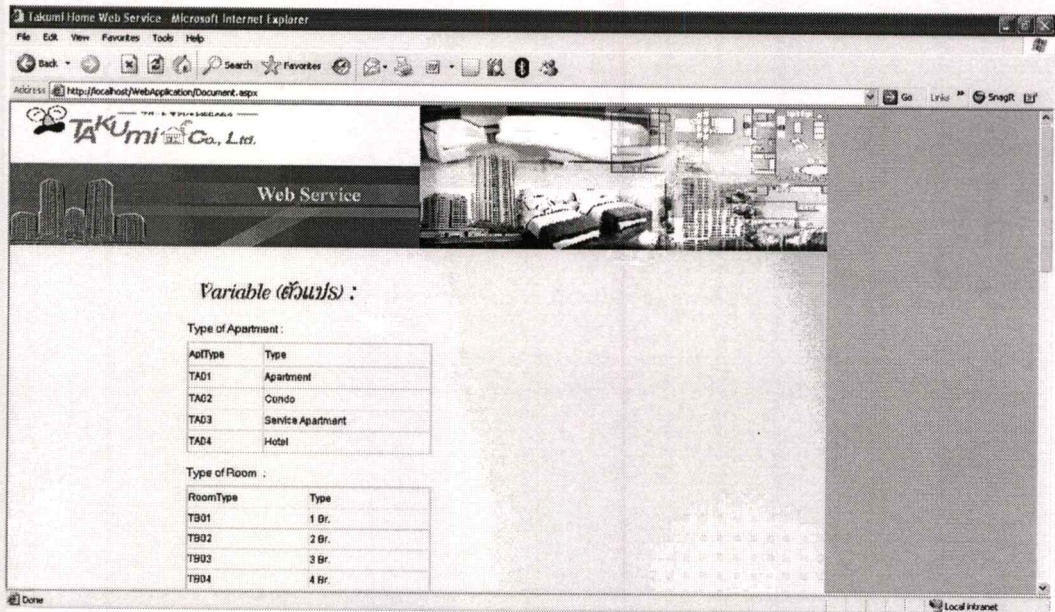 Takumi Home Web Service - Microsoft Internet Explorer
File Edit View Favorites Tools Help
Back Search Favorites
Address http://localhost/WebApplication/Document.aspx Go Links SnagIt
TAKUmi Co., Ltd.
Web Service
Variable (ตัวแปร) :
Type of Apartment :
AptType Type
TA01 Apartment
TA02 Condo
TA03 Service Apartment
TA04 Hotel
Type of Room :
RoomType Type
TB01 1 Br.
TB02 2 Br.
TB03 3 Br.
TB04 4 Br.
Done Local intranet